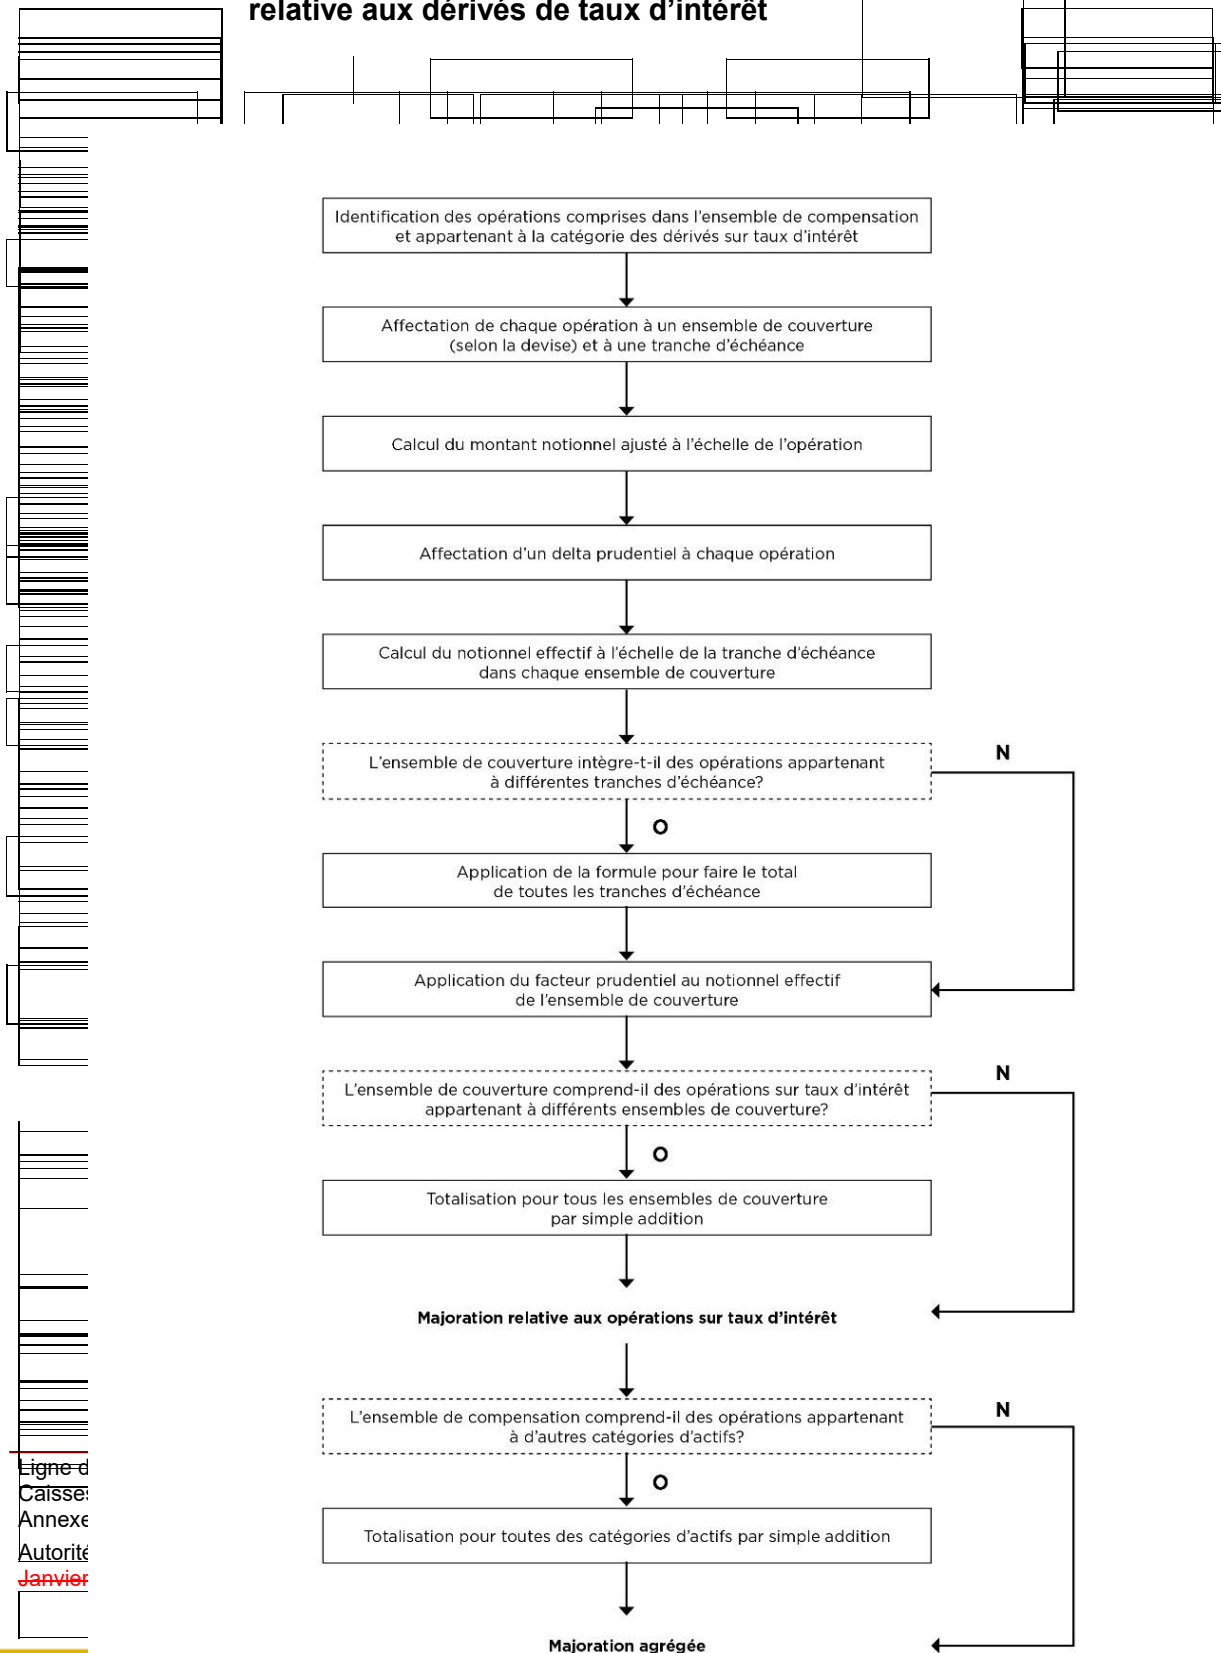 relative aux dérivés de taux d'intérêt
Identification des opérations comprises dans l'ensemble de compensation
et appartenant à la catégorie des dérivés sur taux d'intérêt
Affectation de chaque opération à un ensemble de couverture
(selon la devise) et à une tranche d'échéance
Calcul du montant notionnel ajusté à l'échelle de l'opération
Affectation d'un delta prudentiel à chaque opération
Calcul du notionnel effectif à l'échelle de la tranche d'échéance
dans chaque ensemble de couverture
L'ensemble de couverture intègre-t-il des opérations appartenant
à différentes tranches d'échéance?
N
O
Application de la formule pour faire le total
de toutes les tranches d'échéance
Application du facteur prudentiel au notionnel effectif
de l'ensemble de couverture
L'ensemble de couverture comprend-il des opérations sur taux d'intérêt
appartenant à différents ensembles de couverture?
N
O
Totalisation pour tous les ensembles de couverture
par simple addition
Majoration relative aux opérations sur taux d'intérêt
L'ensemble de compensation comprend-il des opérations appartenant
à d'autres catégories d'actifs?
N
O
Totalisation pour toutes des catégories d'actifs par simple addition
Majoration agrégée
Ligne d
Caisses
Annexe
Autorité
Janvier